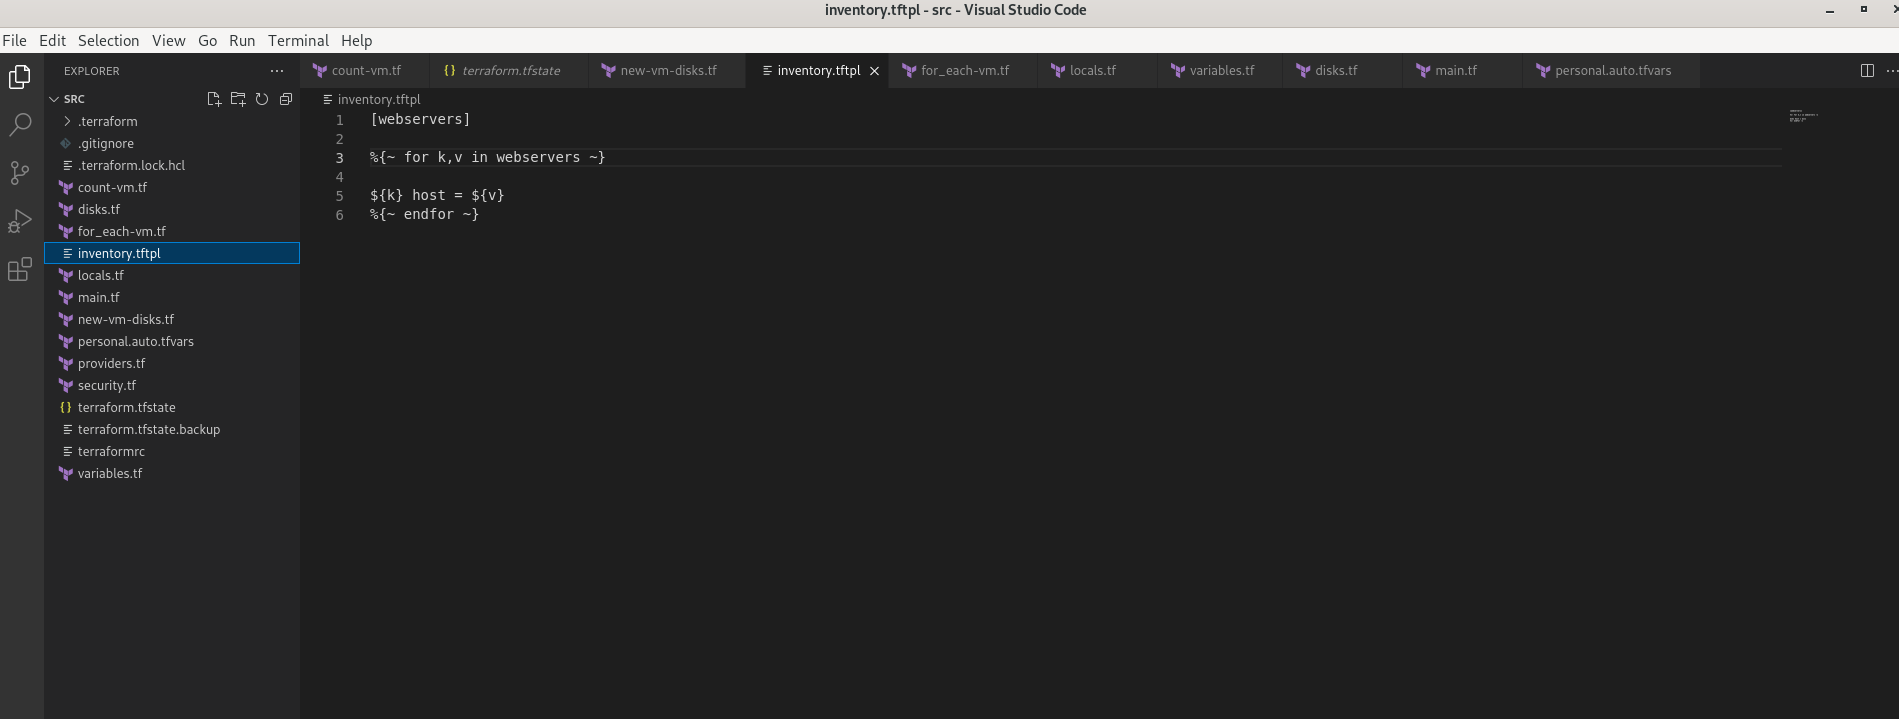 inventory.tftpl - src - Visual Studio Code
File Edit Selection View Go Run Terminal Help
EXPLORER
count-vm.tf {} terraform.tfstate new-vm-disks.tf inventory.tftpl for_each-vm.tf locals.tf variables.tf disks.tf main.tf personal.auto.tfvars
SRC
.terraform
.gitignore
.terraform.lock.hcl
count-vm.tf
disks.tf
for_each-vm.tf
inventory.tftpl
locals.tf
main.tf
new-vm-disks.tf
personal.auto.tfvars
providers.tf
security.tf
{} terraform.tfstate
terraform.tfstate.backup
terraformrc
variables.tf
inventory.tftpl
1 [webservers]
2
3 %{~ for k,v in webservers ~}
4
5 ${k} host = ${v}
6 %{~ endfor ~}